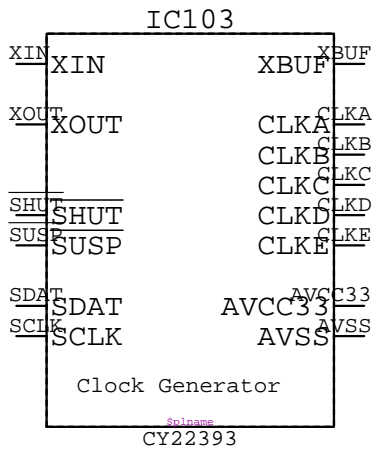 IC103
XIN XIN XBUF XBUF
XOUT XOUT CLKA CLKA
CLKB CLKB
CLKC CLKC
SHUT SHUT CLKD CLKD
SUSP SUSP CLKE CLKE
SDAT SDAT AVCC33 AVCC33
SCLK SCLK AVSS AVSS
Clock Generator
$plname
CY22393